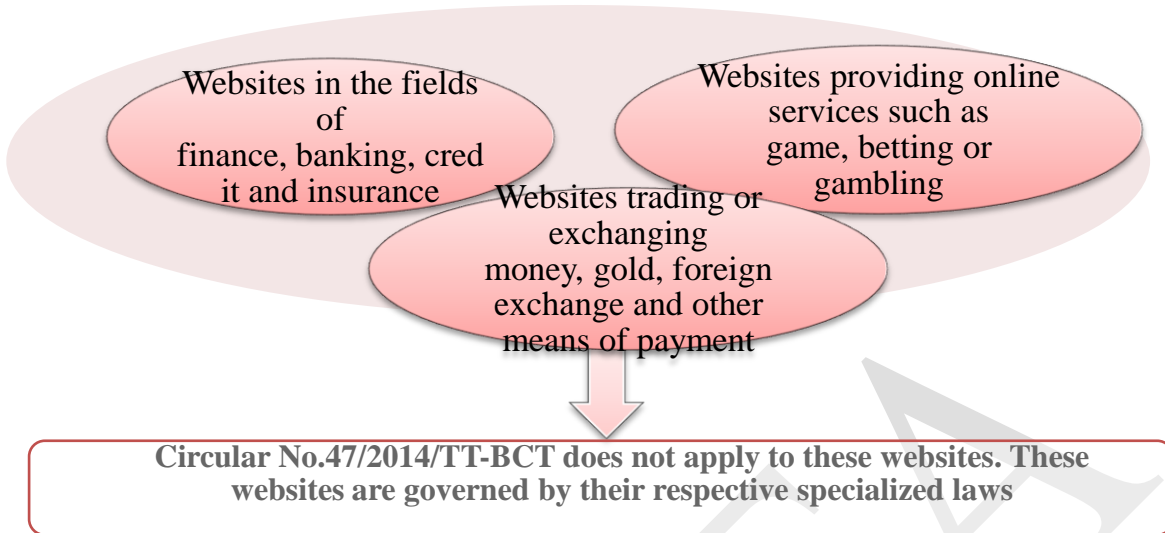 Websites in the fields
of
finance, banking, cred
it and insurance
Websites providing online
services such as
game, betting or
gambling
Websites trading or
exchanging
money, gold, foreign
exchange and other
means of payment
Circular No.47/2014/TT-BCT does not apply to these websites. These
websites are governed by their respective specialized laws